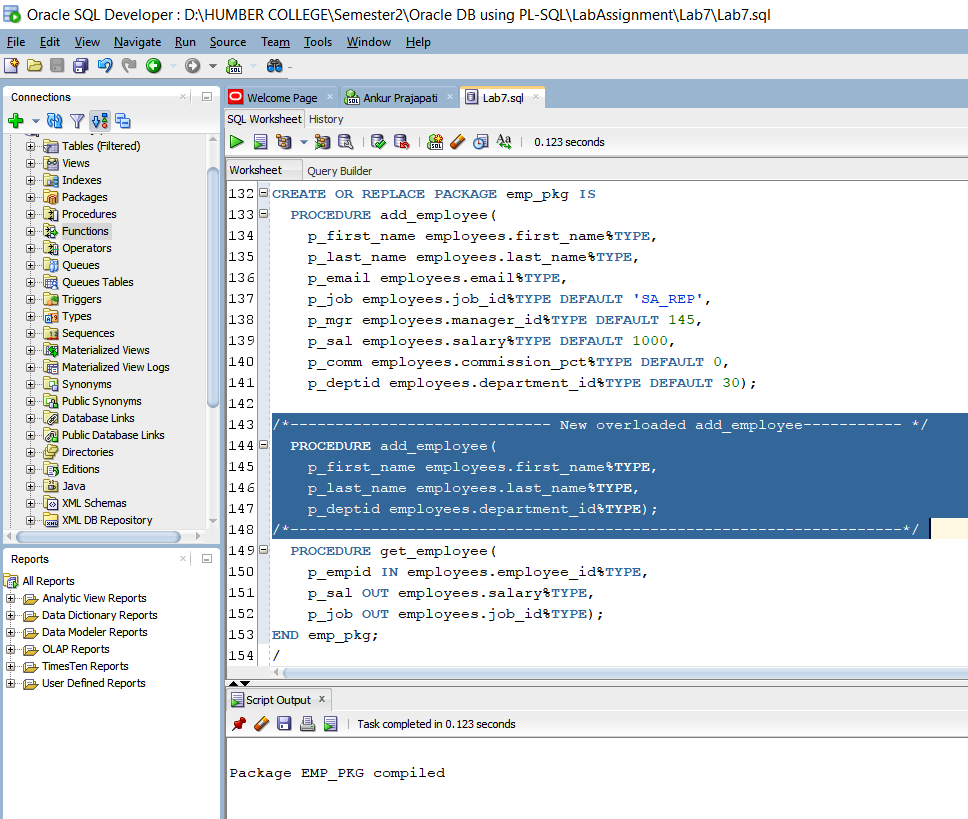 Oracle SQL Developer : D:\HUMBER COLLEGE\Semester2\Oracle DB using PL-SQL\LabAssignment\Lab7\Lab7.sql
File Edit View Navigate Run Source Team Tools Window Help
Connections
Tables (Filtered)
Views
Indexes
Packages
Procedures
Functions
Operators
Queues
Queues Tables
Triggers
Types
Sequences
Materialized Views
Materialized View Logs
Synonyms
Public Synonyms
Database Links
Public Database Links
Directories
Editions
Java
XML Schemas
XML DB Repository
Reports
All Reports
Analytic View Reports
Data Dictionary Reports
Data Modeler Reports
OLAP Reports
TimesTen Reports
User Defined Reports
Welcome Page Ankur Prajapati Lab7.sql
SQL Worksheet History
0.123 seconds
Worksheet Query Builder
132 CREATE OR REPLACE PACKAGE emp_pkg IS
133 PROCEDURE add_employee(
134 p_first_name employees.first_name%TYPE,
135 p_last_name employees.last_name%TYPE,
136 p_email employees.email%TYPE,
137 p_job employees.job_id%TYPE DEFAULT 'SA_REP',
138 p_mgr employees.manager_id%TYPE DEFAULT 145,
139 p_sal employees.salary%TYPE DEFAULT 1000,
140 p_comm employees.commission_pct%TYPE DEFAULT 0,
141 p_deptid employees.department_id%TYPE DEFAULT 30);
142
143 /*----------------------------- New overloaded add_employee----------- */
144 PROCEDURE add_employee(
145 p_first_name employees.first_name%TYPE,
146 p_last_name employees.last_name%TYPE,
147 p_deptid employees.department_id%TYPE);
148 /*--------------------------------------------------------------------*/
149 PROCEDURE get_employee(
150 p_empid IN employees.employee_id%TYPE,
151 p_sal OUT employees.salary%TYPE,
152 p_job OUT employees.job_id%TYPE);
153 END emp_pkg;
154 /
Script Output
Task completed in 0.123 seconds
Package EMP_PKG compiled